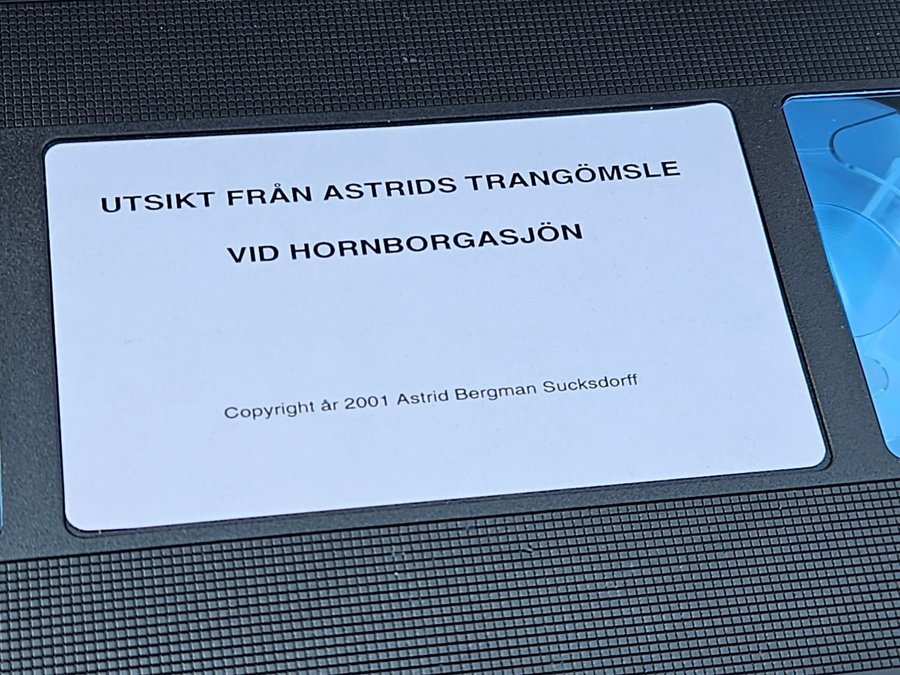 UTSIKT FRÅN ASTRIDS TRANGÖMSLE
VID HORNBORGASJÖN
Copyright år 2001 Astrid Bergman Sucksdorff